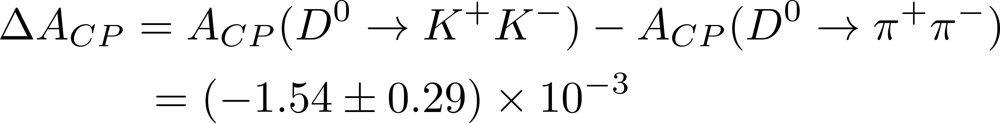 ΔA_{CP} = A_{CP}(D^0 → K^+K^-) − A_{CP}(D^0 → π^+π^-)
= (−1.54 ± 0.29) × 10^{−3}